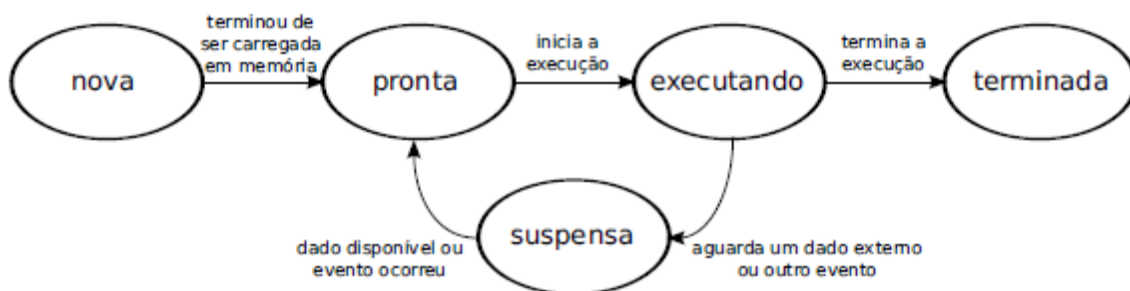 terminou de
ser carregada
em memória
nova
inicia a
execução
pronta
termina a
execução
executando
terminada
dado disponível ou
evento ocorreu
suspensa
aguarda um dado externo
ou outro evento